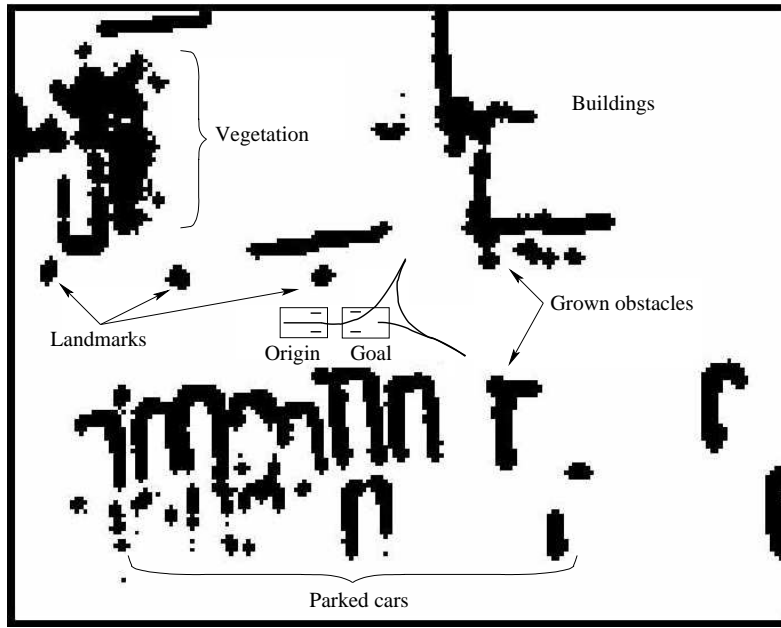 Buildings
Vegetation
Grown obstacles
Landmarks
Origin
Goal
Parked cars